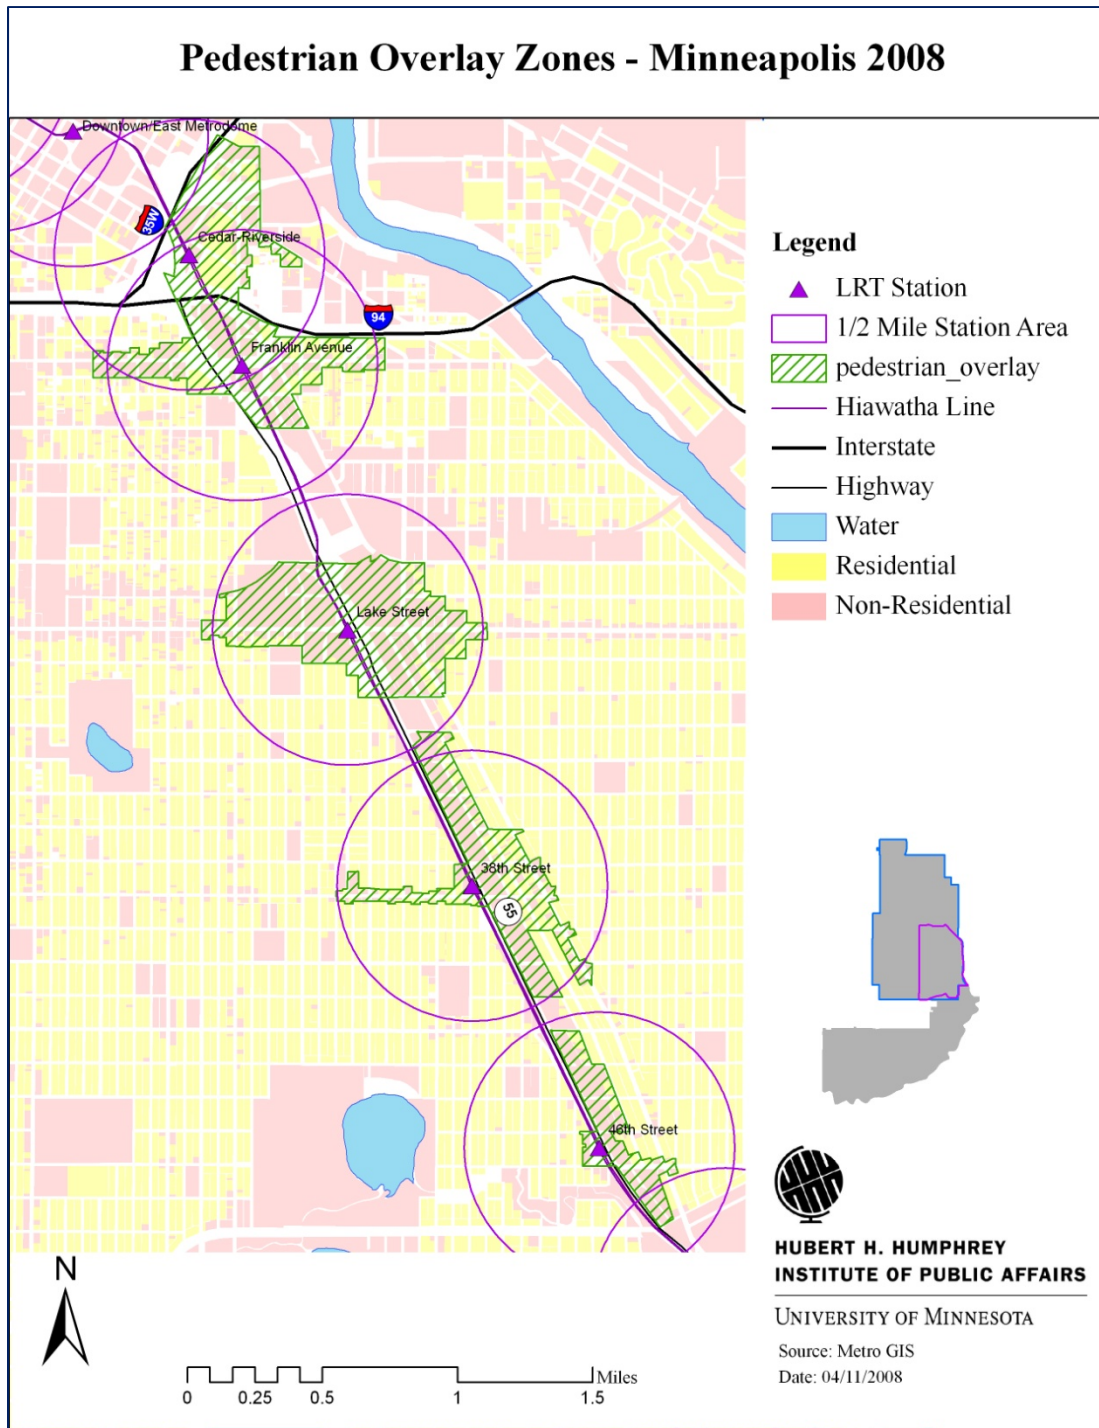 Pedestrian Overlay Zones - Minneapolis 2008
Downtown/East Metrodome
35W
Cedar-Riverside
94
Franklin Avenue
Lake Street
38th Street
55
46th Street
Legend
LRT Station
1/2 Mile Station Area
pedestrian_overlay
Hiawatha Line
Interstate
Highway
Water
Residential
Non-Residential
HUBERT H. HUMPHREY
INSTITUTE OF PUBLIC AFFAIRS
UNIVERSITY OF MINNESOTA
Source: Metro GIS
Date: 04/11/2008
N
Miles
0 0.25 0.5 1 1.5